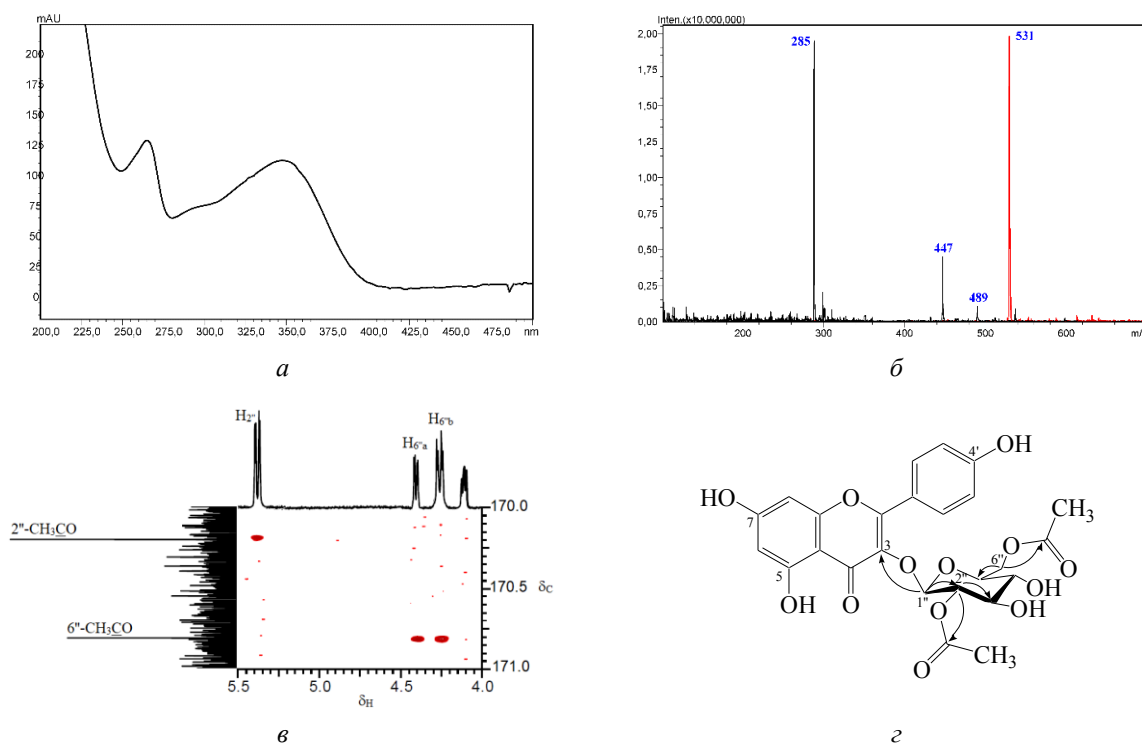 mAU
200
175
150
125
100
75
50
25
0
200,0 225,0 250,0 275,0 300,0 325,0 350,0 375,0 400,0 425,0 450,0 475,0 nm
а
Inten.(x10.000,000)
2,00
1,75
1,50
1,25
1,00
0,75
0,50
0,25
0,00
285
531
447
489
300 400 500 600 m/
б
H2"
H6"a
H6"b
2"-CH3CO
6"-CH3CO
170.0
170.5
δC
171.0
5.5 5.0 4.5 4.0
δH
в
OH
4'
HO
7
O
CH3
O
6"
O
3
O
O
2"
OH
5
1"
OH
OH
O
O
O
CH3
г